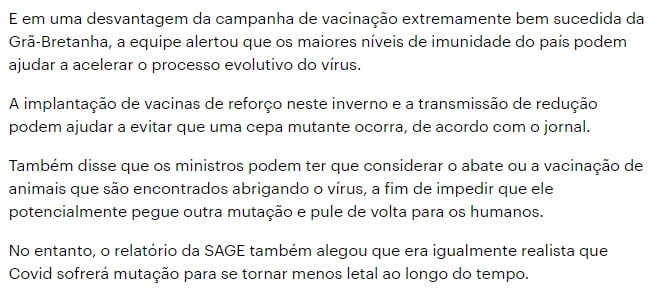 E em uma desvantagem da campanha de vacinação extremamente bem sucedida da
Grã-Bretanha, a equipe alertou que os maiores níveis de imunidade do país podem
ajudar a acelerar o processo evolutivo do vírus.
A implantação de vacinas de reforço neste inverno e a transmissão de redução
podem ajudar a evitar que uma cepa mutante ocorra, de acordo com o jornal.
Também disse que os ministros podem ter que considerar o abate ou a vacinação de
animais que são encontrados abrigando o vírus, a fim de impedir que ele
potencialmente pegue outra mutação e pule de volta para os humanos.
No entanto, o relatório da SAGE também alegou que era igualmente realista que
Covid sofrerá mutação para se tornar menos letal ao longo do tempo.